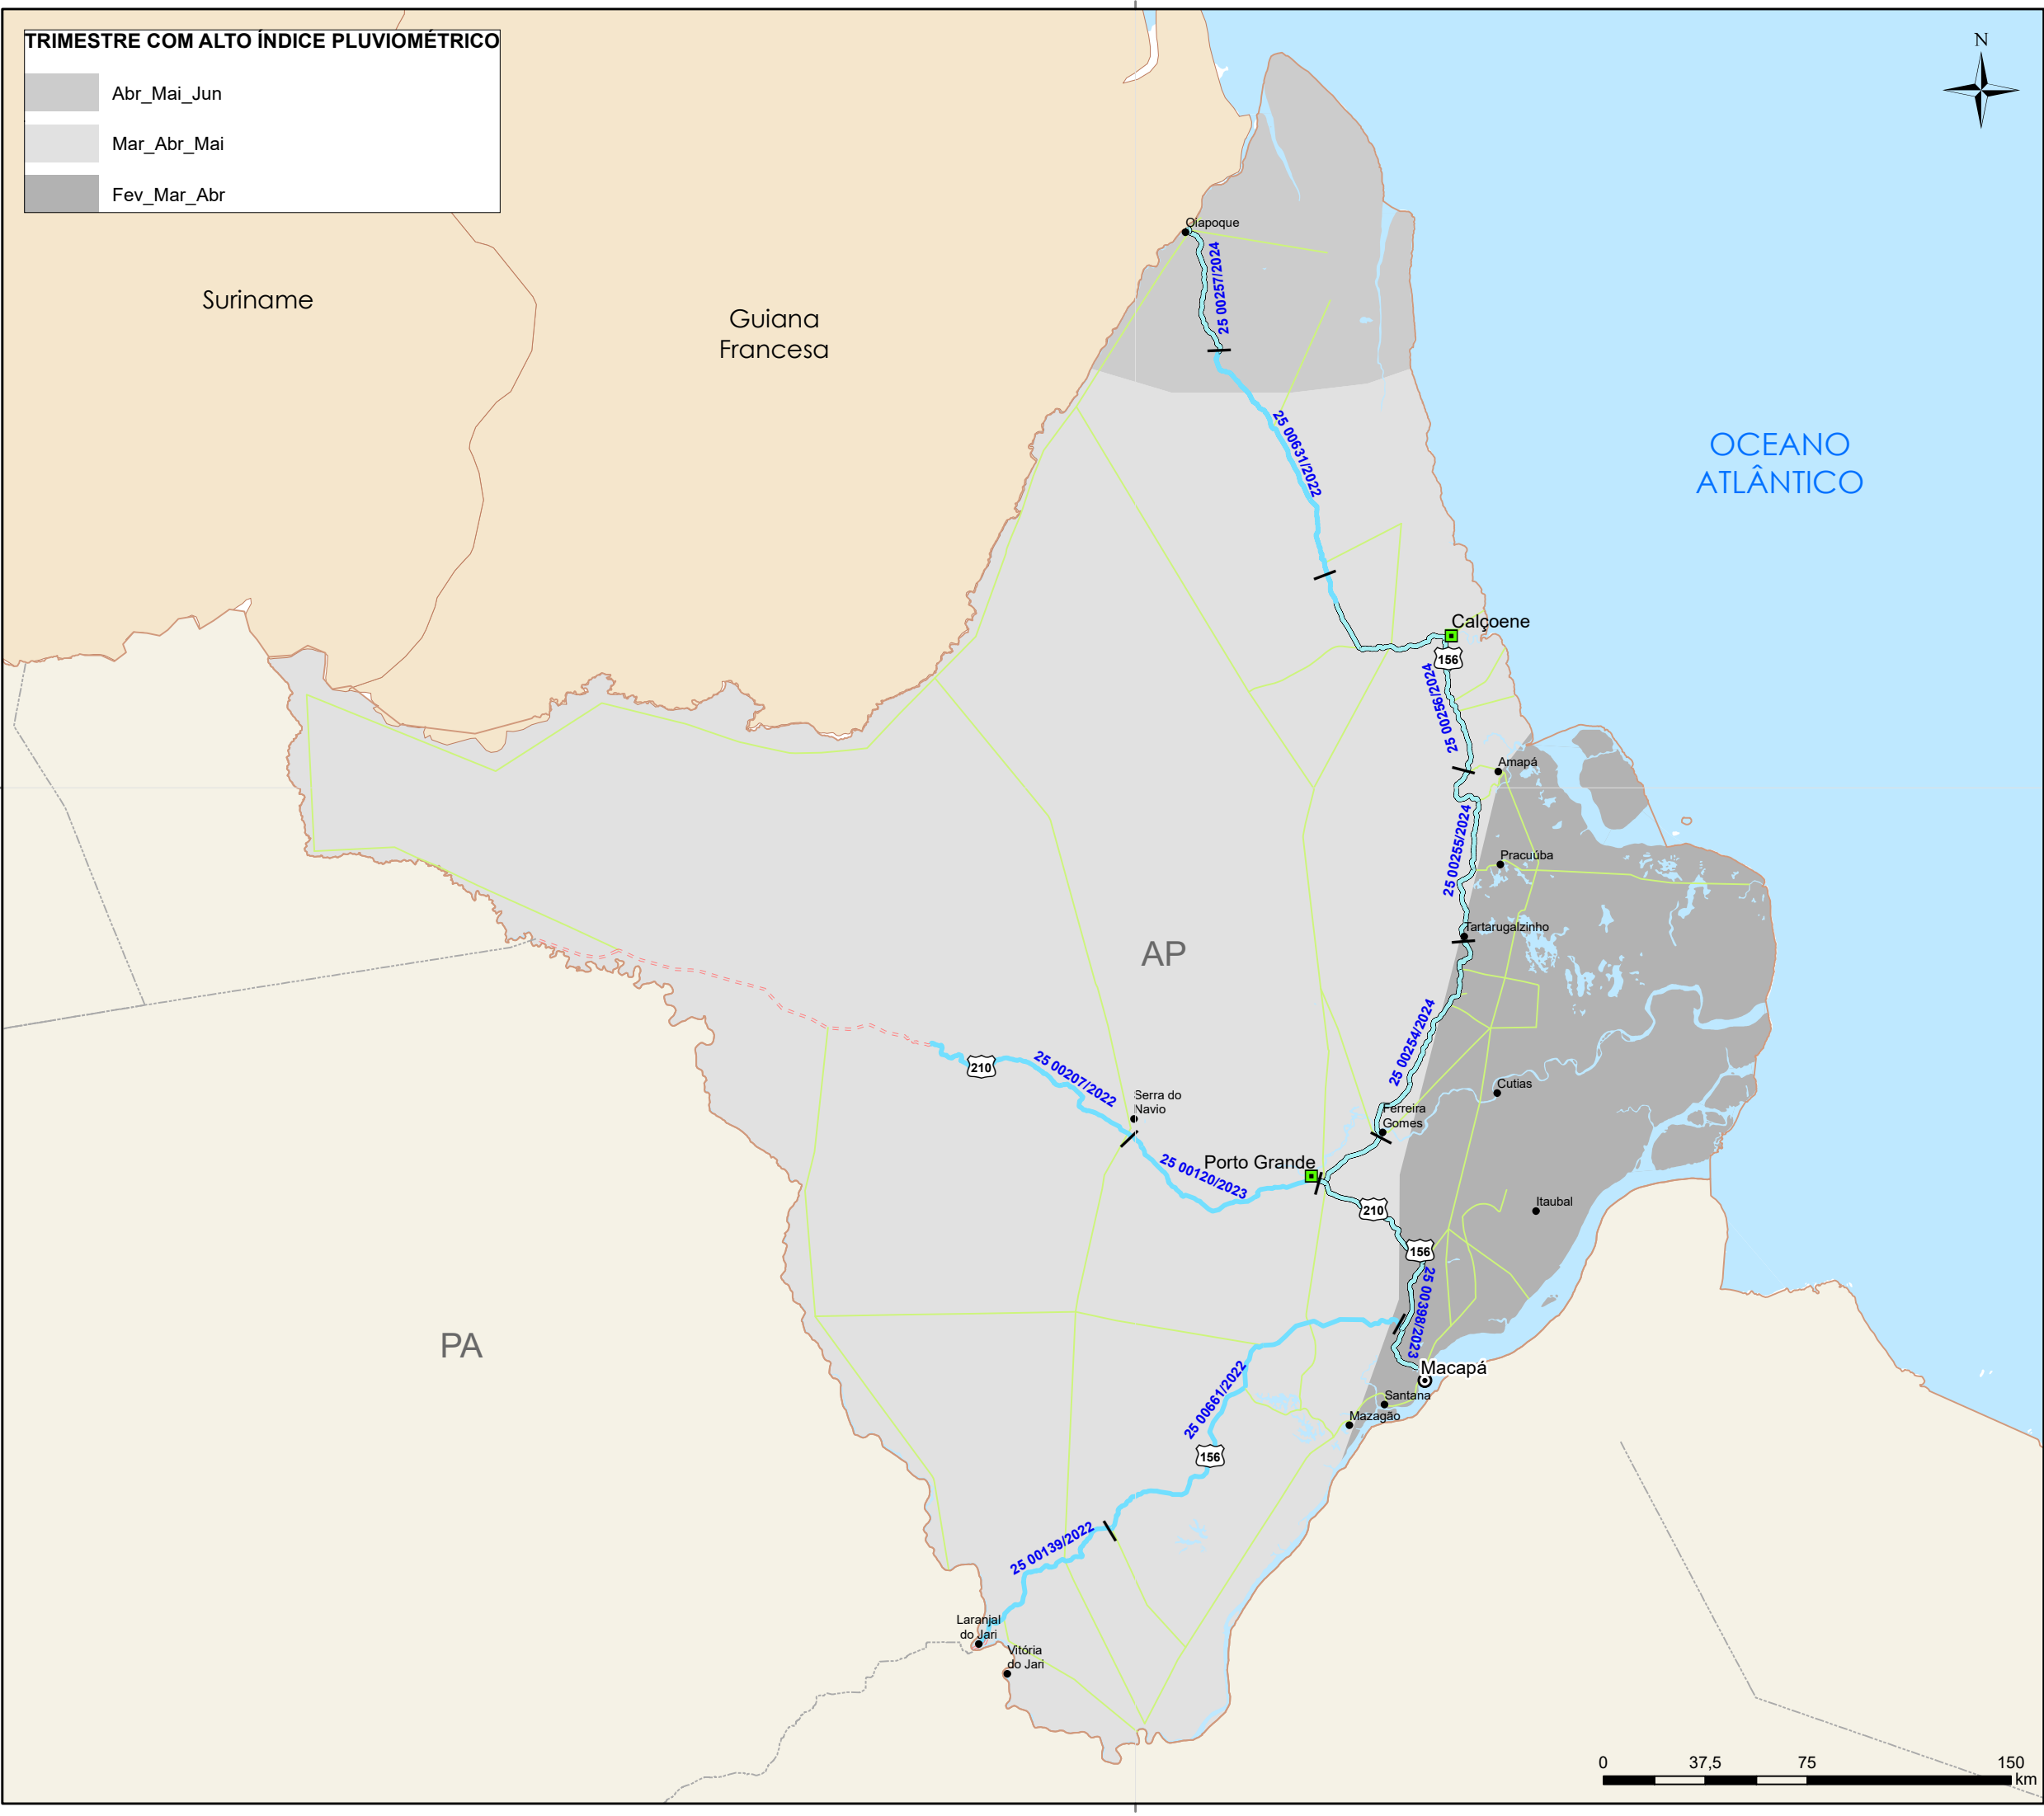 TRIMESTRE COM ALTO ÍNDICE PLUVIOMÉTRICO
Abr_Mai_Jun
Mar_Abr_Mai
Fev_Mar_Abr
N
Suriname
Guiana
Francesa
OCEANO
ATLÂNTICO
Oiapoque
25 00257/2024
25 00631/2022
Calçoene
156
25 00256/2024
Amapá
25 00255/2024
Pracuúba
Tartarugalzinho
AP
25 00254/2024
210
25 00207/2022
Serra do
Navio
Cutias
Ferreira
Gomes
25 00120/2023
Porto Grande
210
Itaubal
156
25 00398/2023
PA
Macapá
Santana
Mazagão
25 00661/2022
156
25 00139/2022
Laranjal
do Jari
Vitória
do Jari
0 37,5 75 150
km